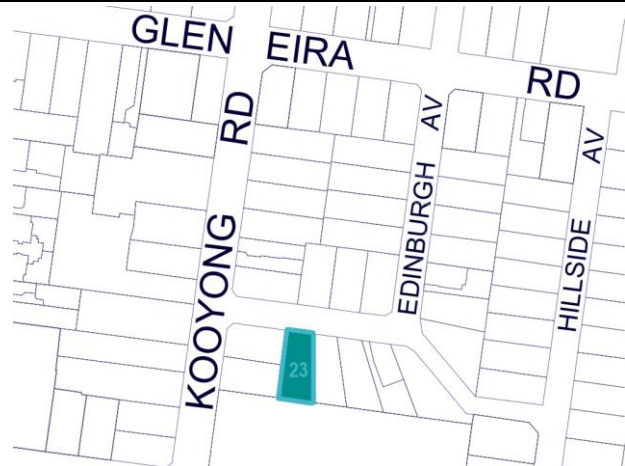 GLEN EIRA RD
KOOYONG RD
EDINBURGH AV
HILLSIDE AV
23